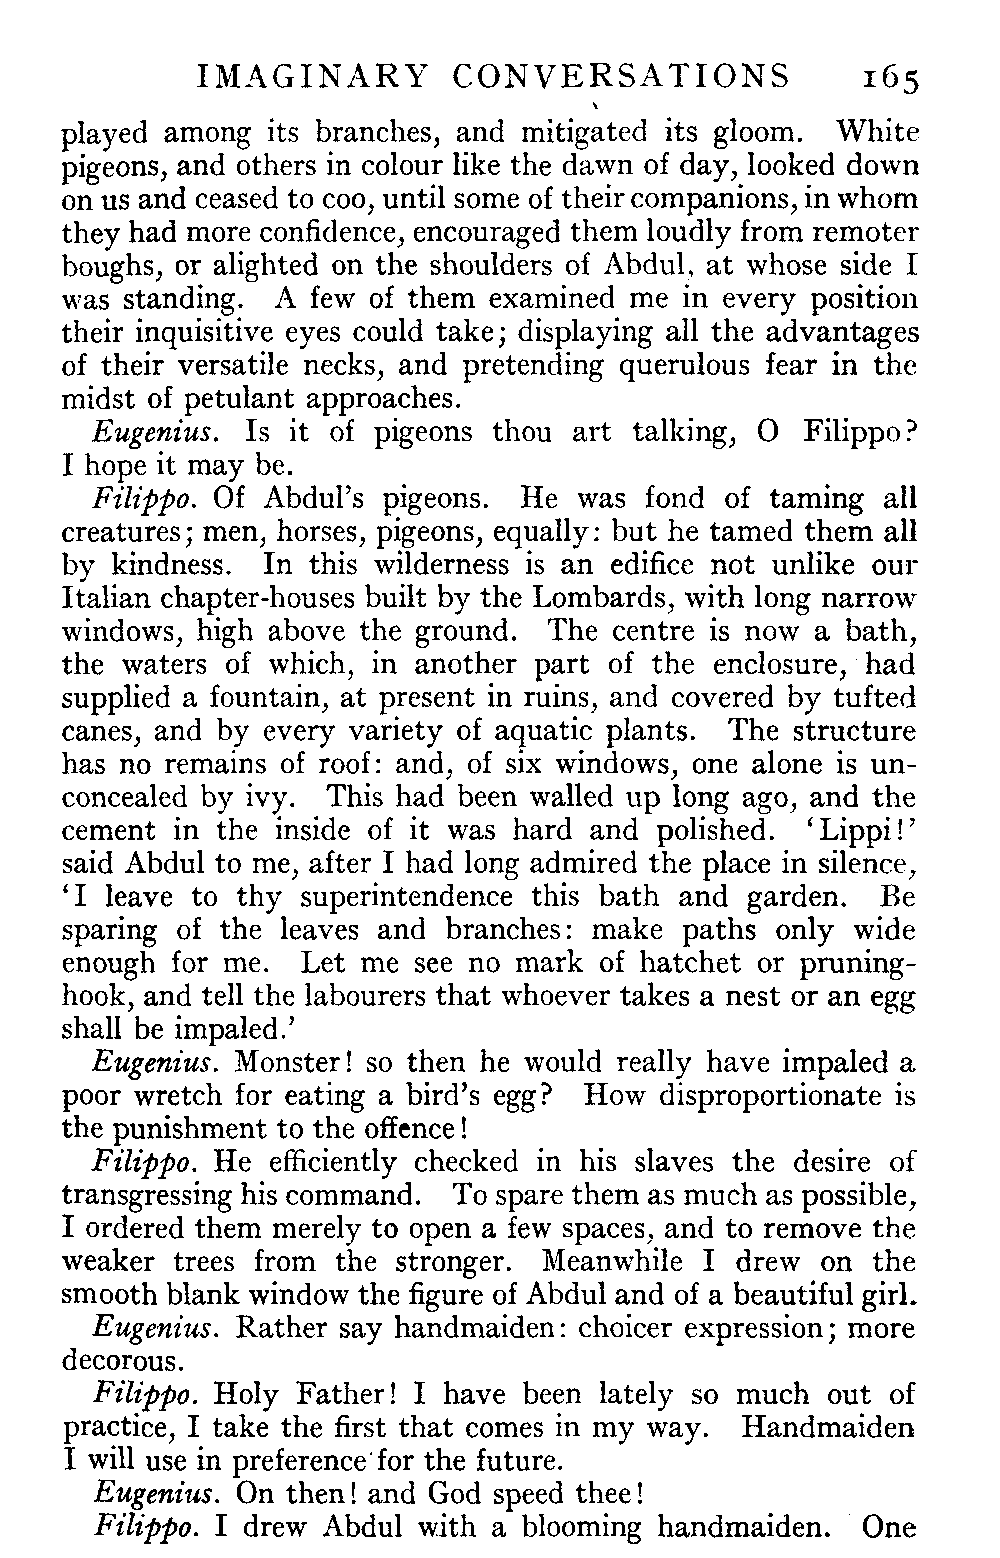 IMAGINARY CONVERSATIONS 165
played among its branches, and mitigated its gloom. White
pigeons, and others in colour like the dawn of day, looked down
on us and ceased to coo, until some of their companions, in whom
they had more confidence, encouraged them loudly from remoter
boughs, or alighted on the shoulders of Abdul, at whose side I
was standing. A few of them examined me in every position
their inquisitive eyes could take; displaying all the advantages
of their versatile necks, and pretending querulous fear in the
midst of petulant approaches.
Eugenius. Is it of pigeons thou art talking, O Filippo?
I hope it may be.
Filippo. Of Abdul's pigeons. He was fond of taming all
creatures; men, horses, pigeons, equally: but he tamed them all
by kindness. In this wilderness is an edifice not unlike our
Italian chapter-houses built by the Lombards, with long narrow
windows, high above the ground. The centre is now a bath,
the waters of which, in another part of the enclosure, had
supplied a fountain, at present in ruins, and covered by tufted
canes, and by every variety of aquatic plants. The structure
has no remains of roof: and, of six windows, one alone is un-
concealed by ivy. This had been walled up long ago, and the
cement in the inside of it was hard and polished. 'Lippi!'
said Abdul to me, after I had long admired the place in silence,
'I leave to thy superintendence this bath and garden. Be
sparing of the leaves and branches: make paths only wide
enough for me. Let me see no mark of hatchet or pruning-
hook, and tell the labourers that whoever takes a nest or an egg
shall be impaled.'
Eugenius. Monster! so then he would really have impaled a
poor wretch for eating a bird's egg? How disproportionate is
the punishment to the offence!
Filippo. He efficiently checked in his slaves the desire of
transgressing his command. To spare them as much as possible,
I ordered them merely to open a few spaces, and to remove the
weaker trees from the stronger. Meanwhile I drew on the
smooth blank window the figure of Abdul and of a beautiful girl.
Eugenius. Rather say handmaiden: choicer expression; more
decorous.
Filippo. Holy Father! I have been lately so much out of
practice, I take the first that comes in my way. Handmaiden
I will use in preference for the future.
Eugenius. On then! and God speed thee!
Filippo. I drew Abdul with a blooming handmaiden. One